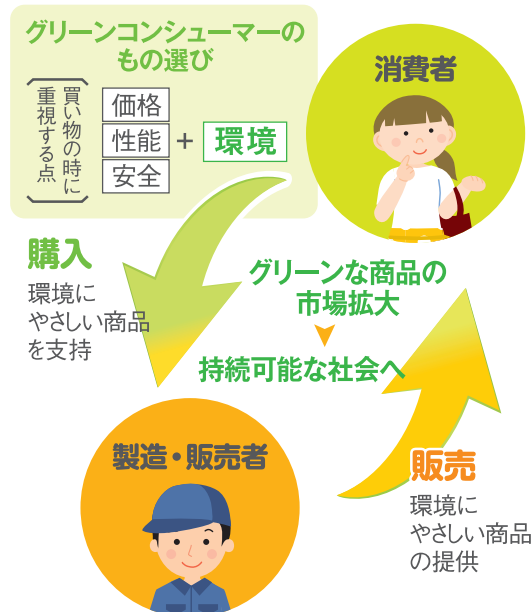 グリーンコンシューマーの
もの選び
買い物の時に
重視する点
価格
性能
安全
+
環境
消費者
購入
環境に
やさしい商品
を支持
グリーンな商品の
市場拡大
持続可能な社会へ
製造・販売者
販売
環境に
やさしい商品
の提供